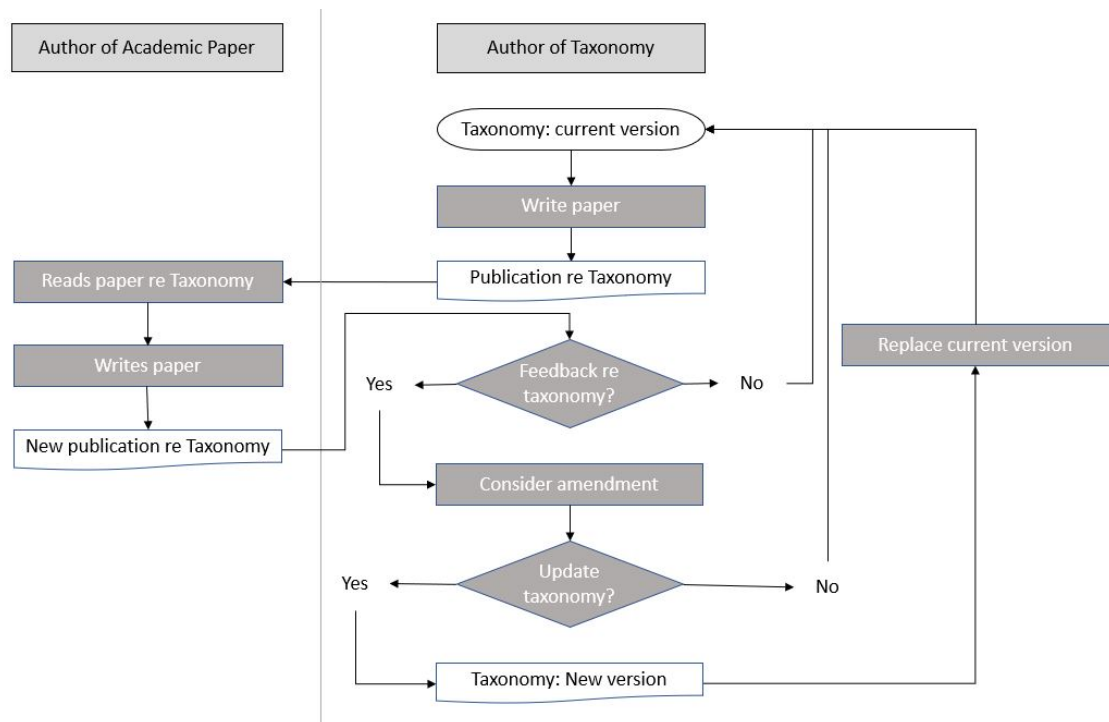 Author of Academic Paper
Author of Taxonomy
Taxonomy: current version
Write paper
Publication re Taxonomy
Reads paper re Taxonomy
Writes paper
New publication re Taxonomy
Feedback re
taxonomy?
Yes
No
Replace current version
Consider amendment
Update
taxonomy?
Yes
No
Taxonomy: New version